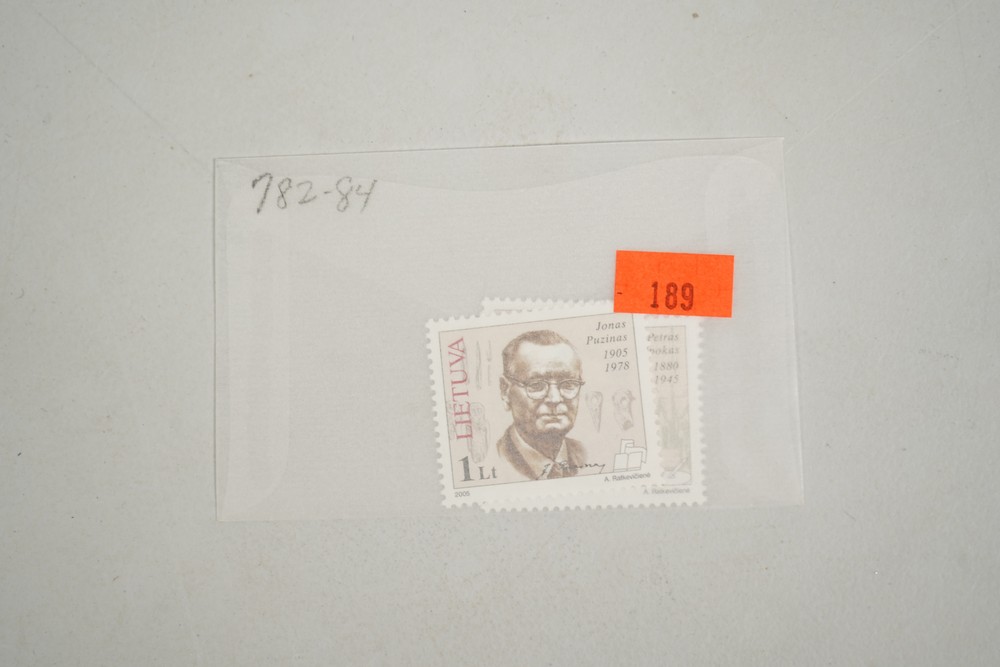 782-84
189
Jonas
Puzinas
1905
1978
LIETUVA
1 Lt
2005
A. Ratkevičienė
Petras
1880
1945
A. Ratkevičienė